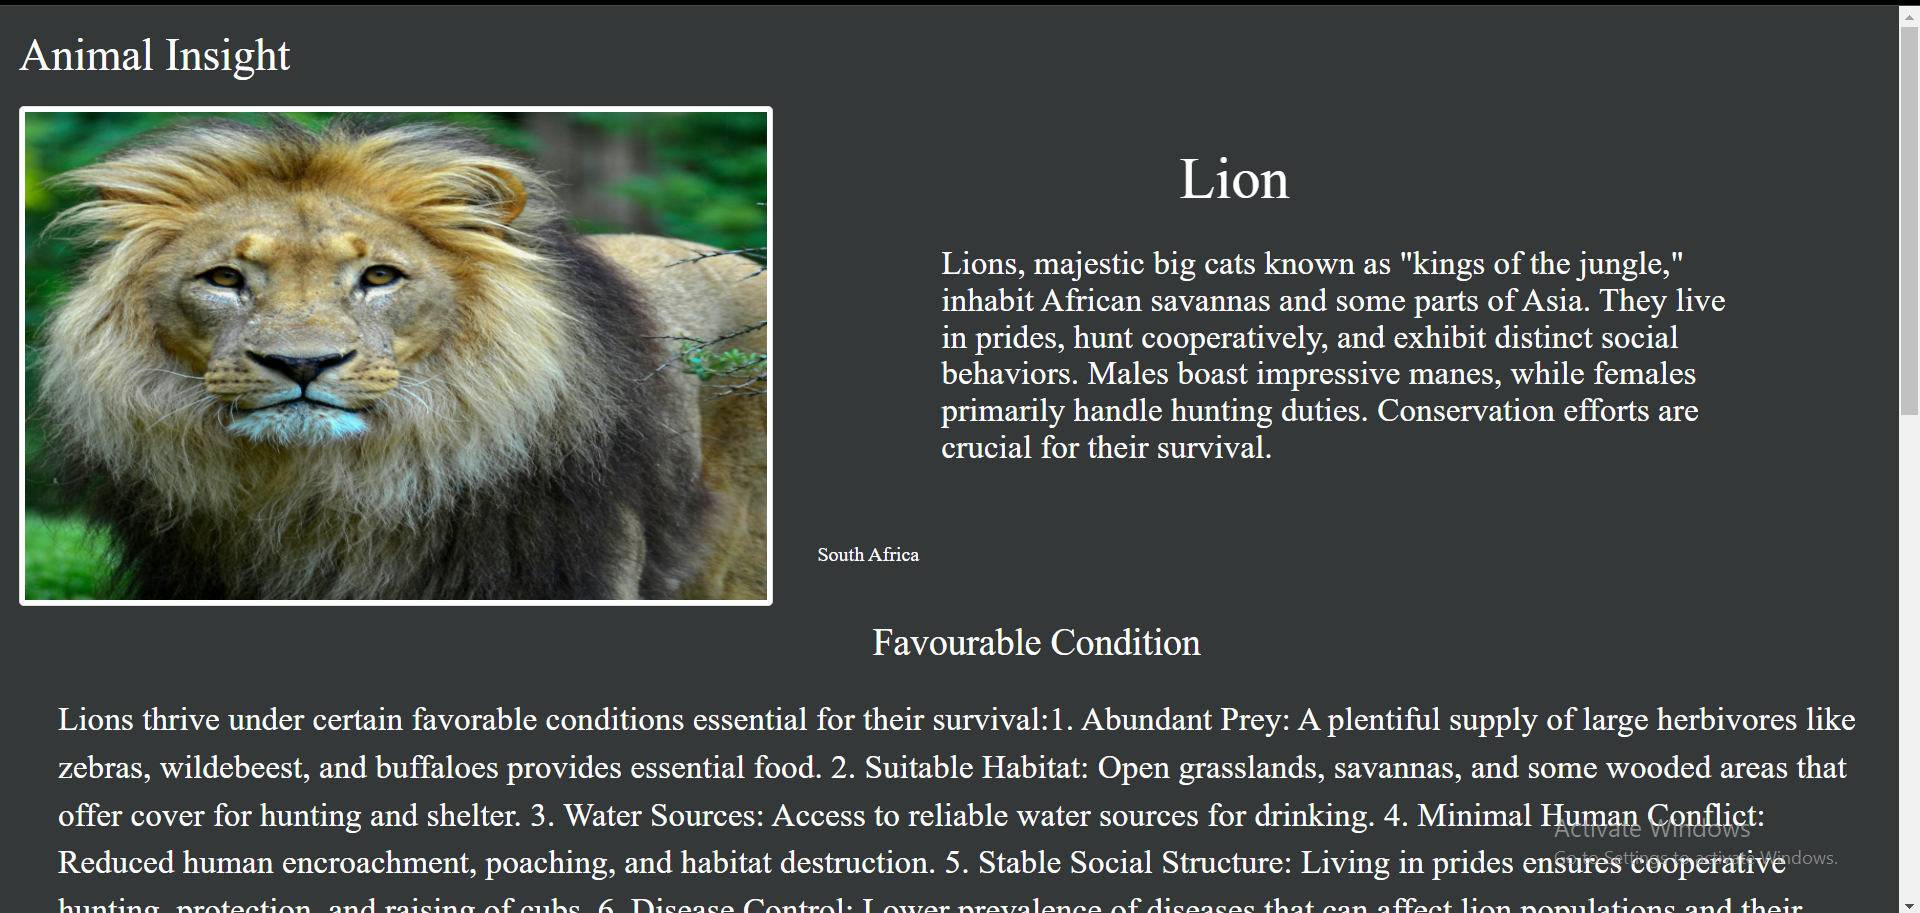 Animal Insight
Lion
Lions, majestic big cats known as "kings of the jungle,"
inhabit African savannas and some parts of Asia. They live
in prides, hunt cooperatively, and exhibit distinct social
behaviors. Males boast impressive manes, while females
primarily handle hunting duties. Conservation efforts are
crucial for their survival.
South Africa
Favourable Condition
Lions thrive under certain favorable conditions essential for their survival:1. Abundant Prey: A plentiful supply of large herbivores like
zebras, wildebeest, and buffaloes provides essential food. 2. Suitable Habitat: Open grasslands, savannas, and some wooded areas that
offer cover for hunting and shelter. 3. Water Sources: Access to reliable water sources for drinking. 4. Minimal Human Conflict:
Reduced human encroachment, poaching, and habitat destruction. 5. Stable Social Structure: Living in prides ensures cooperative
hunting, protection, and raising of cubs. 6. Disease Control: Lower prevalence of diseases that can affect lion populations and their
Activate Windows
Go to Settings to activate Windows.